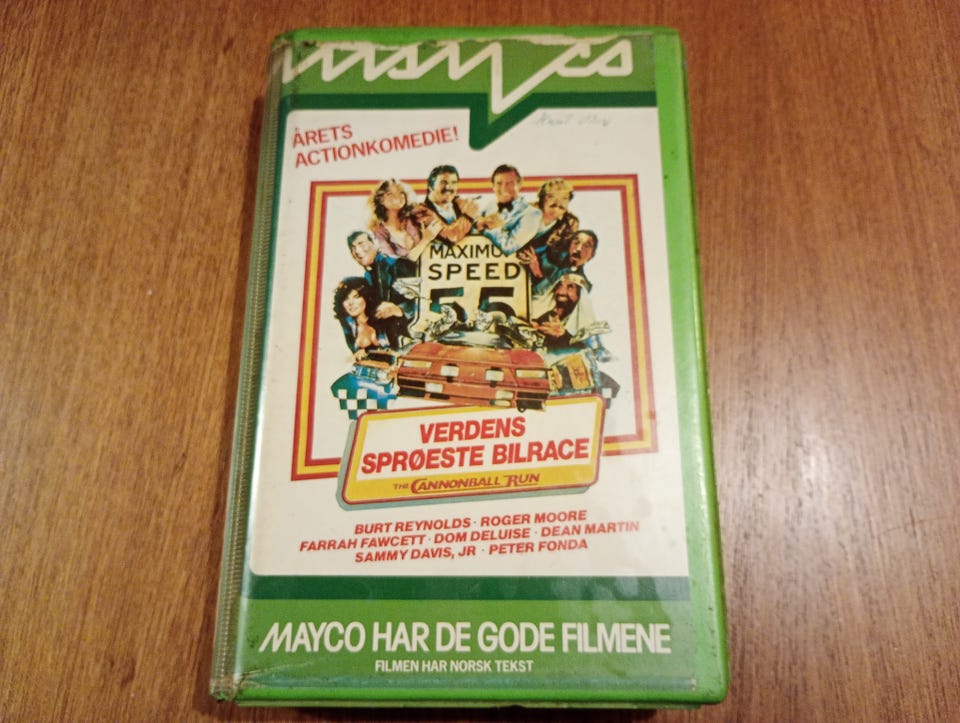 mayco
ÅRETS
ACTIONKOMEDIE!
MAXIMUM
SPEED
55
VERDENS
SPRØESTE BILRACE
THE CANNONBALL RUN
BURT REYNOLDS · ROGER MOORE
FARRAH FAWCETT · DOM DELUISE · DEAN MARTIN
SAMMY DAVIS, JR · PETER FONDA
MAYCO HAR DE GODE FILMENE
FILMEN HAR NORSK TEKST